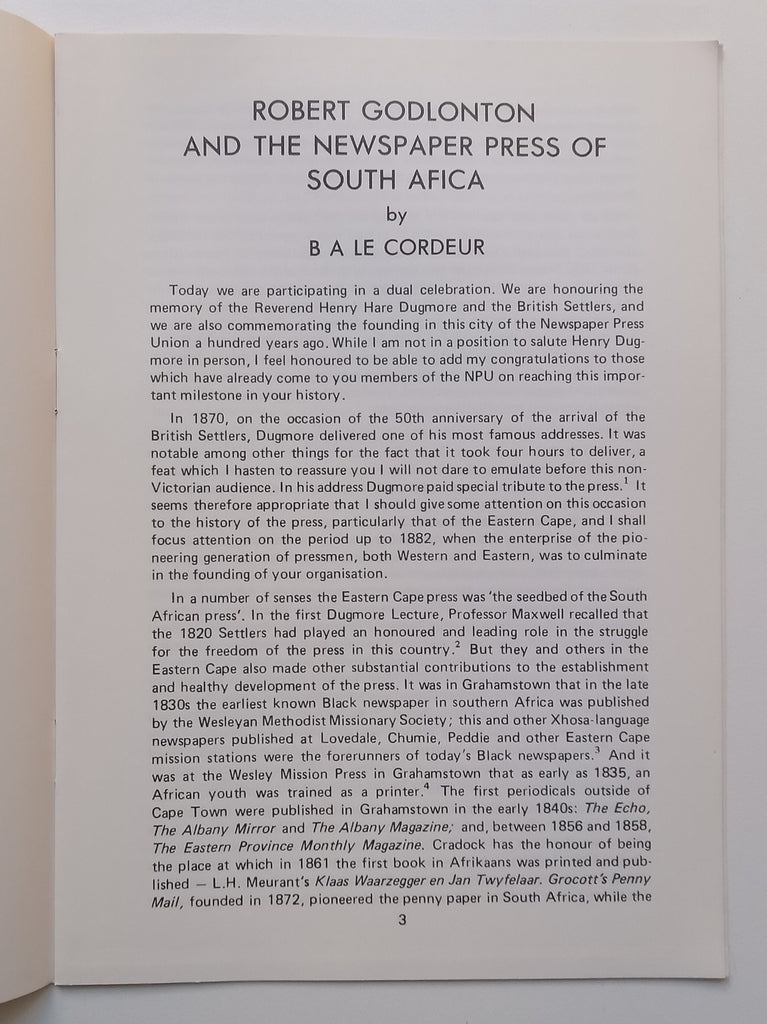 ROBERT GODLONTON
AND THE NEWSPAPER PRESS OF
SOUTH AFICA
by
B A LE CORDEUR
Today we are participating in a dual celebration. We are honouring the
memory of the Reverend Henry Hare Dugmore and the British Settlers, and
we are also commemorating the founding in this city of the Newspaper Press
Union a hundred years ago. While I am not in a position to salute Henry Dug-
more in person, I feel honoured to be able to add my congratulations to those
which have already come to you members of the NPU on reaching this impor-
tant milestone in your history.
In 1870, on the occasion of the 50th anniversary of the arrival of the
British Settlers, Dugmore delivered one of his most famous addresses. It was
notable among other things for the fact that it took four hours to deliver, a
feat which I hasten to reassure you I will not dare to emulate before this non-
Victorian audience. In his address Dugmore paid special tribute to the press.¹ It
seems therefore appropriate that I should give some attention on this occasion
to the history of the press, particularly that of the Eastern Cape, and I shall
focus attention on the period up to 1882, when the enterprise of the pio-
neering generation of pressmen, both Western and Eastern, was to culminate
in the founding of your organisation.
In a number of senses the Eastern Cape press was 'the seedbed of the South
African press'. In the first Dugmore Lecture, Professor Maxwell recalled that
the 1820 Settlers had played an honoured and leading role in the struggle
for the freedom of the press in this country.² But they and others in the
Eastern Cape also made other substantial contributions to the establishment
and healthy development of the press. It was in Grahamstown that in the late
1830s the earliest known Black newspaper in southern Africa was published
by the Wesleyan Methodist Missionary Society; this and other Xhosa-language
newspapers published at Lovedale, Chumie, Peddie and other Eastern Cape
mission stations were the forerunners of today's Black newspapers.³ And it
was at the Wesley Mission Press in Grahamstown that as early as 1835, an
African youth was trained as a printer.⁴ The first periodicals outside of
Cape Town were published in Grahamstown in the early 1840s: The Echo,
The Albany Mirror and The Albany Magazine; and, between 1856 and 1858,
The Eastern Province Monthly Magazine. Cradock has the honour of being
the place at which in 1861 the first book in Afrikaans was printed and pub-
lished — L.H. Meurant's Klaas Waarzegger en Jan Twyfelaar. Grocott's Penny
Mail, founded in 1872, pioneered the penny paper in South Africa, while the
3